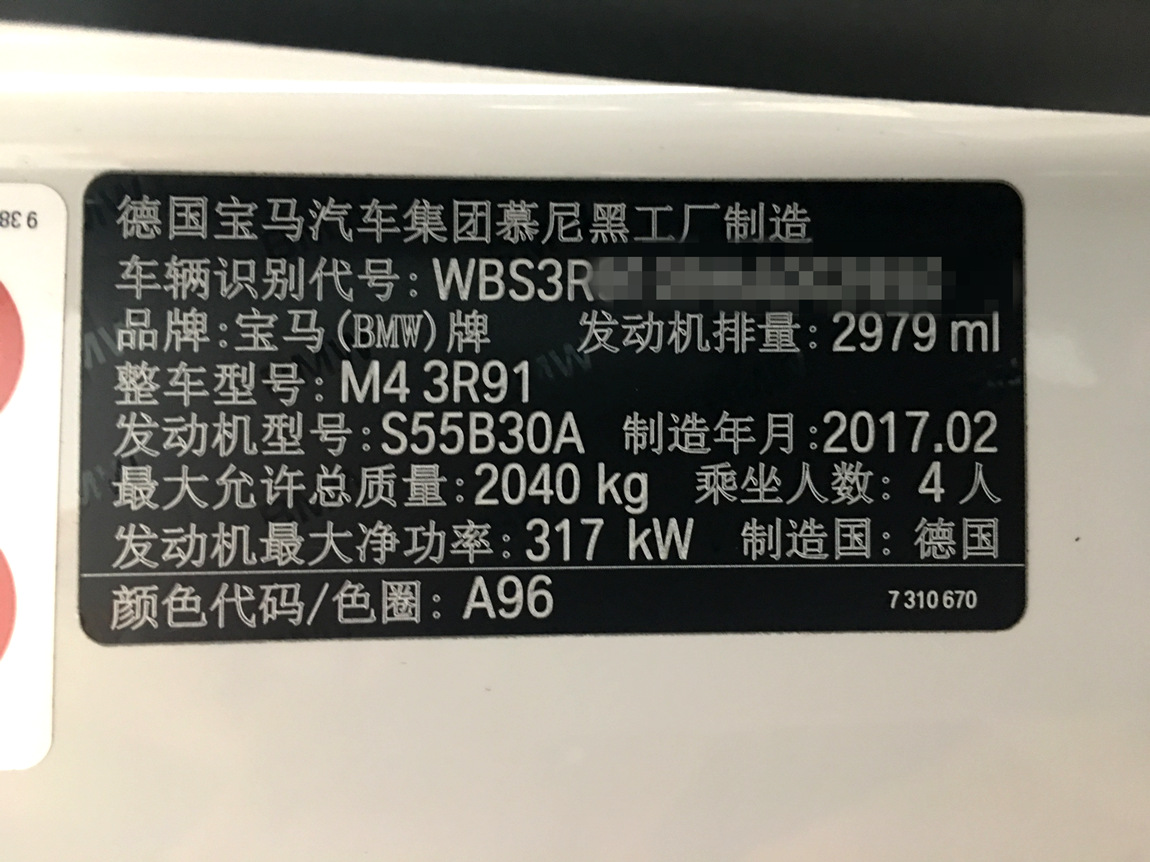 9 38
德国宝马汽车集团慕尼黑工厂制造
车辆识别代号: WBS3R
品牌:宝马(BMW)牌 发动机排量: 2979 ml
整车型号: M4 3R91
发动机型号: S55B30A 制造年月:2017.02
最大允许总质量: 2040 kg 乘坐人数: 4 人
发动机最大净功率: 317 kW 制造国: 德国
颜色代码/色圈: A96 7 310 670